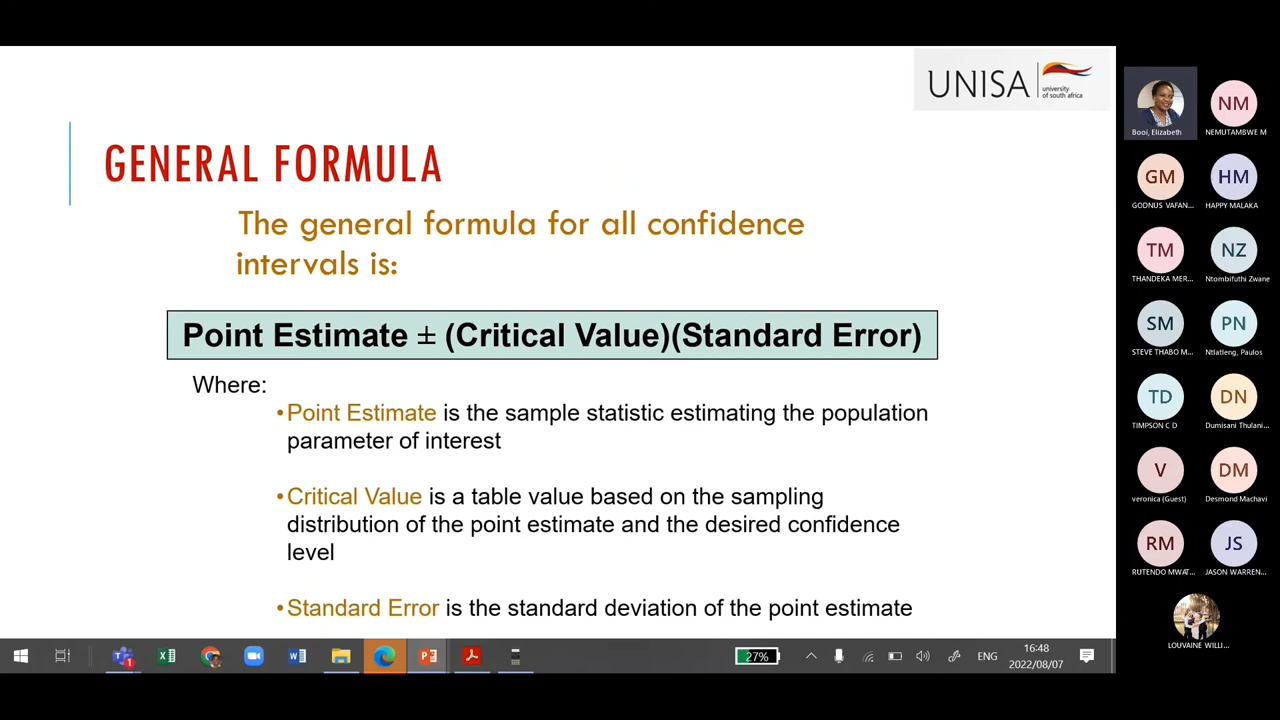 UNISA
university
of south africa
GENERAL FORMULA
The general formula for all confidence
intervals is:
Point Estimate ± (Critical Value)(Standard Error)
Where:
•Point Estimate is the sample statistic estimating the population
parameter of interest
•Critical Value is a table value based on the sampling
distribution of the point estimate and the desired confidence
level
•Standard Error is the standard deviation of the point estimate
Booi, Elizabeth
NM
NEMUTAMBWE M
GM
GODNUS VAFAN...
HM
HAPPY MALAKA
TM
THANDEKA MER...
NZ
Ntombifuthi Zwane
SM
STEVE THABO M...
PN
Ntlatleng, Paulos
TD
TIMPSON C D
DN
Dumisani Thulani...
V
veronica (Guest)
DM
Desmond Machavi
RM
RUTENDO MWAT...
JS
JASON WARREN...
LOUVAINE WILLI...
1
27%
ENG
16:48
2022/08/07